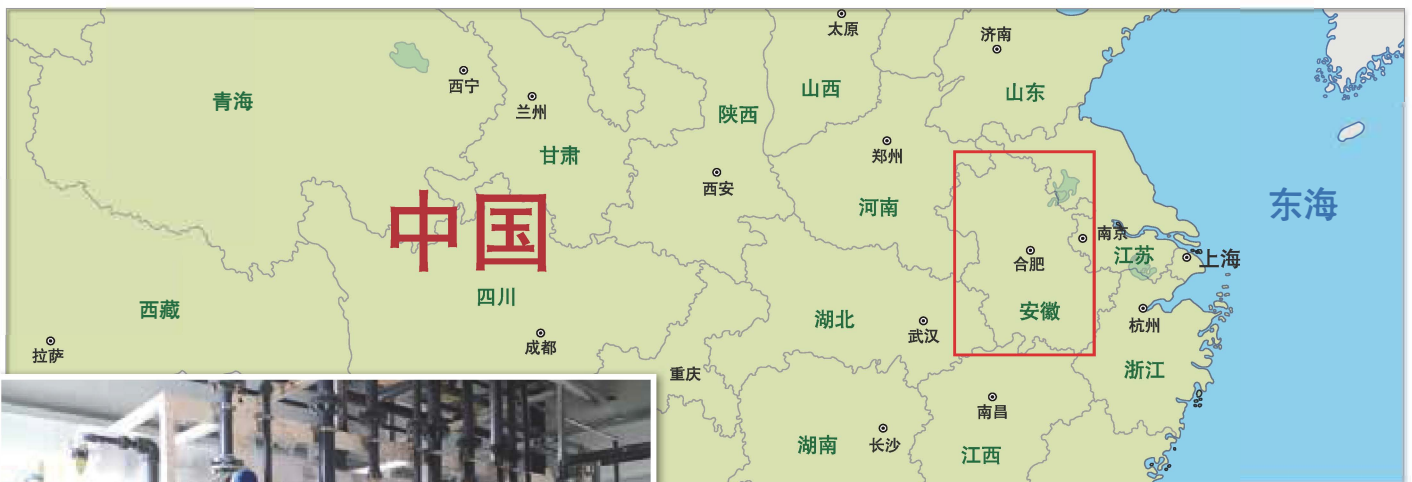 太原
济南
西宁
山西
山东
青海
兰州
陕西
甘肃
郑州
西安
河南
东海
中国
南京
江苏
上海
合肥
四川
西藏
安徽
湖北
杭州
武汉
成都
拉萨
浙江
重庆
南昌
湖南
长沙
江西